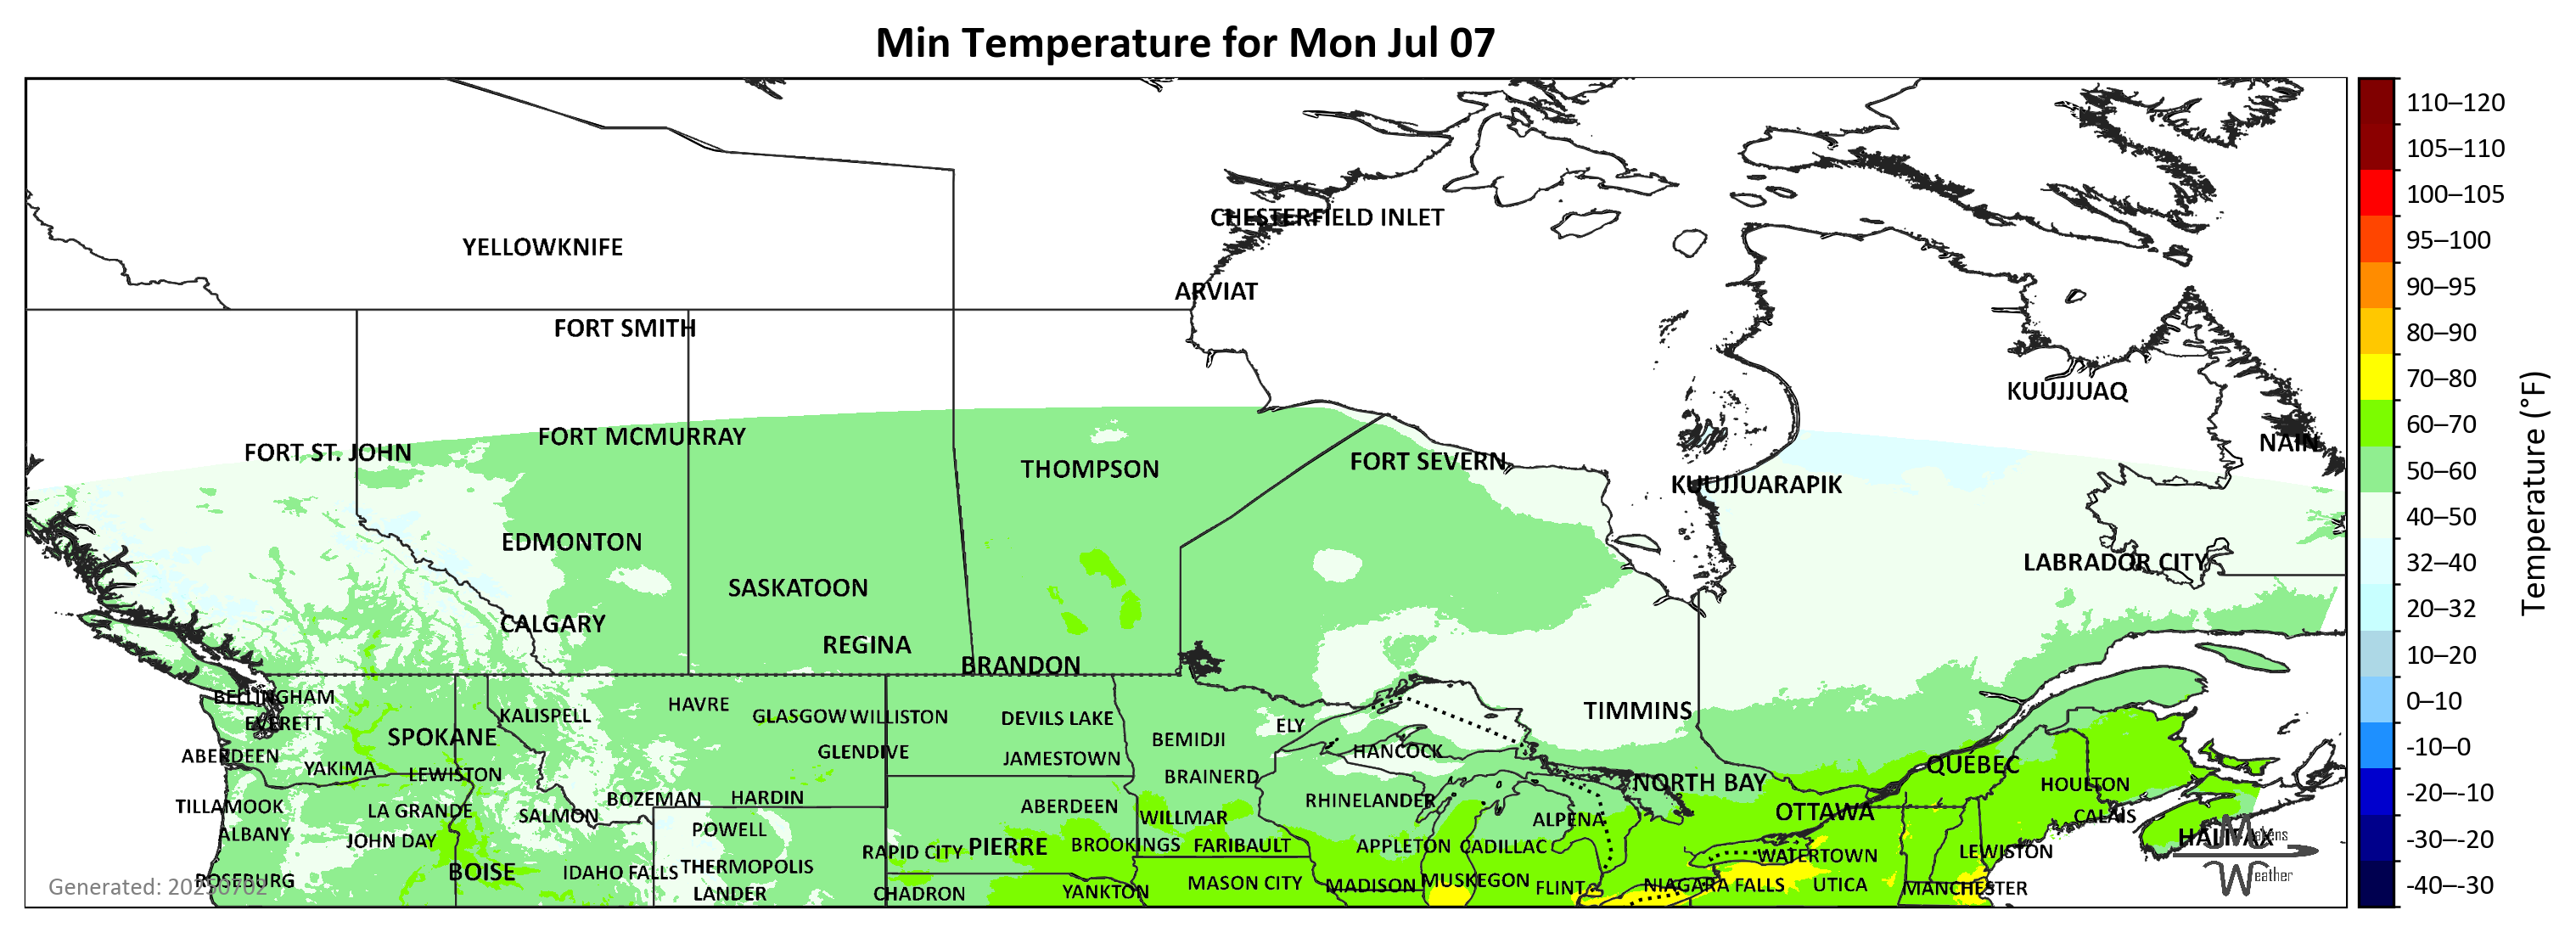 Min Temperature for Mon Jul 07
110–120
105–110
100–105
95–100
90–95
80–90
70–80
60–70
50–60
40–50
32–40
20–32
10–20
0–10
-10–0
-20–-10
-30–-20
-40–-30
Temperature (°F)
CHESTERFIELD INLET
YELLOWKNIFE
ARVIAT
FORT SMITH
KUUJJUAQ
FORT MCMURRAY
NAIN
FORT ST. JOHN
FORT SEVERN
THOMPSON
KUUJJUARAPIK
EDMONTON
LABRADOR CITY
SASKATOON
CALGARY
REGINA
BRANDON
BELLINGHAM
HAVRE
TIMMINS
KALISPELL
GLASGOW
WILLISTON
DEVILS LAKE
EVERETT
ELY
SPOKANE
BEMIDJI
HANCOCK
GLENDIVE
ABERDEEN
JAMESTOWN
QUÉBEC
YAKIMA
LEWISTON
BRAINERD
NORTH BAY
HOULTON
BOZEMAN
HARDIN
RHINELANDER
TILLAMOOK
LA GRANDE
ABERDEEN
OTTAWA
SALMON
WILLMAR
ALPENA
CALAIS
POWELL
ALBANY
JOHN DAY
HALIFAX
Makens
Weather
BROOKINGS
FARIBAULT
APPLETON
CADILLAC
PIERRE
RAPID CITY
LEWISTON
WATERTOWN
THERMOPOLIS
BOISE
IDAHO FALLS
ROSEBURG
MUSKEGON
MASON CITY
MADISON
NIAGARA FALLS
UTICA
FLINT
MANCHESTER
Generated: 20250702
LANDER
CHADRON
YANKTON